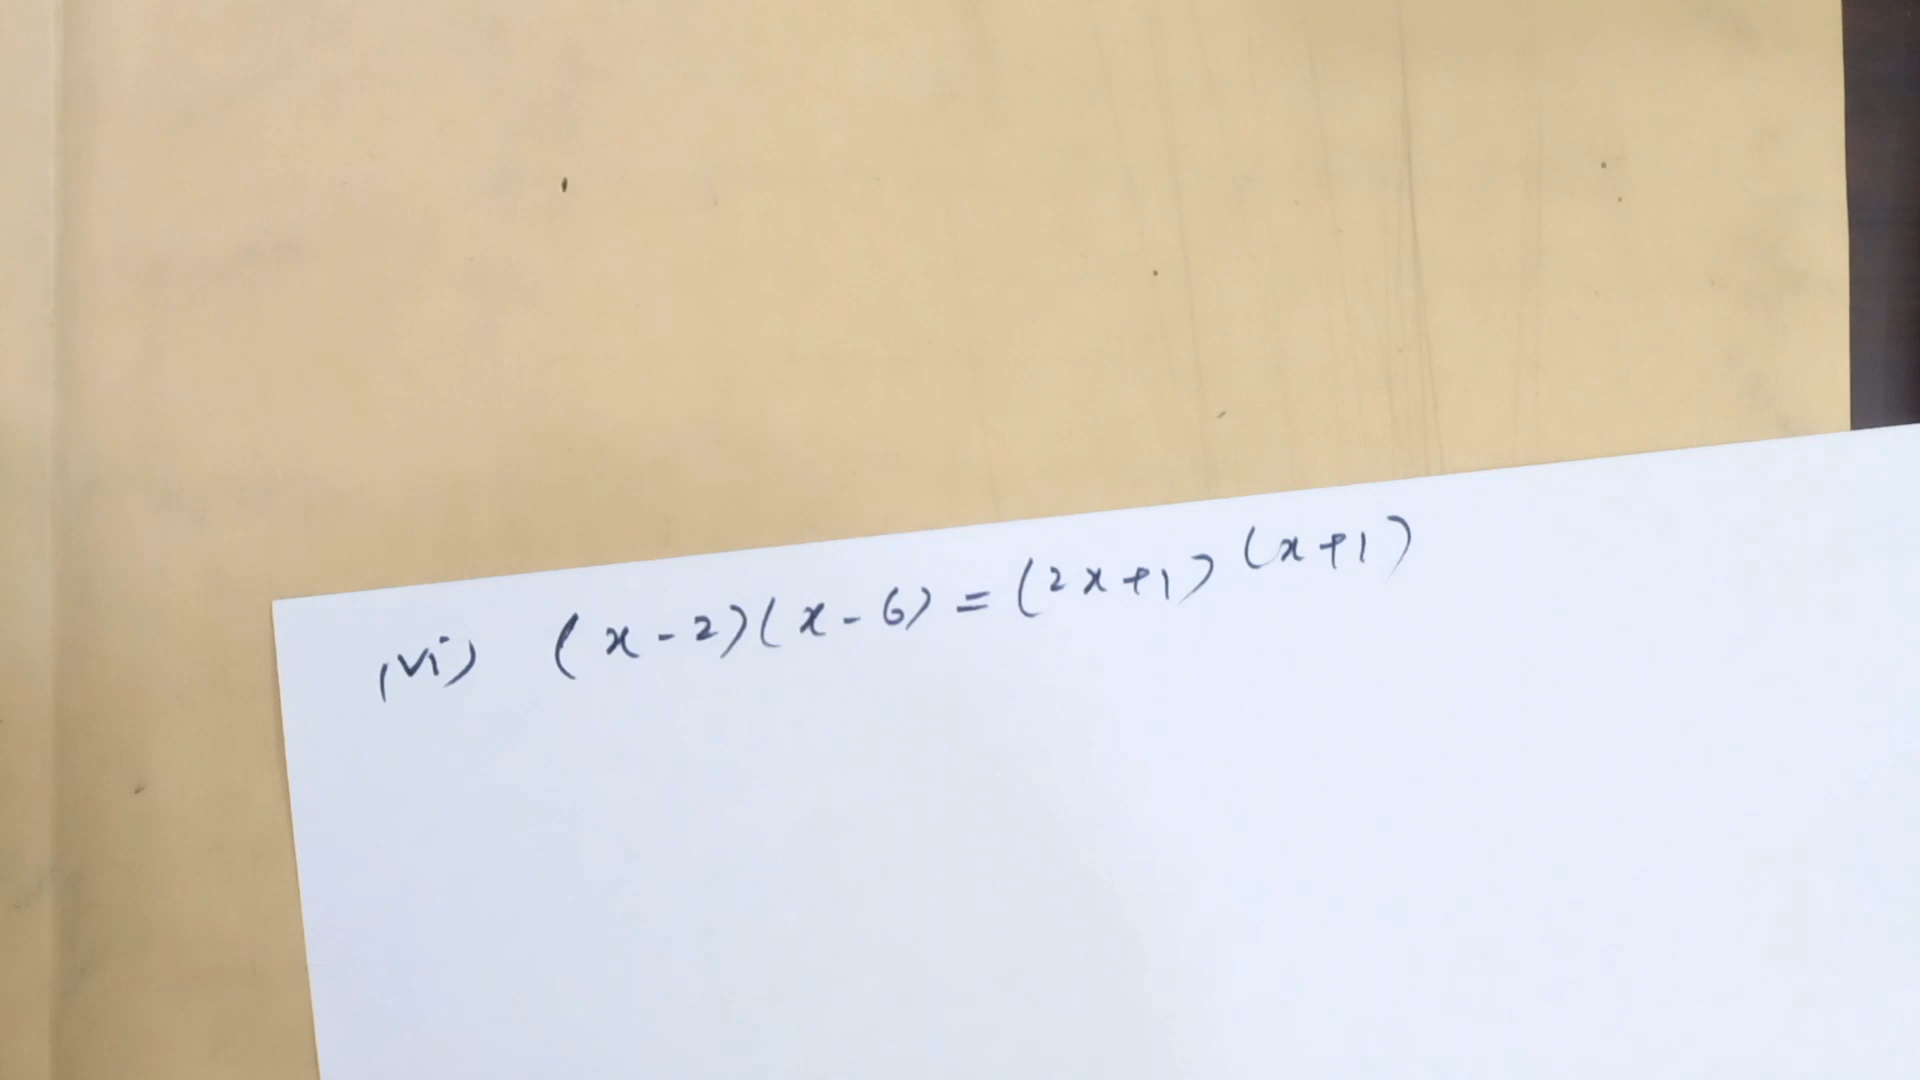 (vi) (x-2)(x-6) = (2x+1) (x+1)